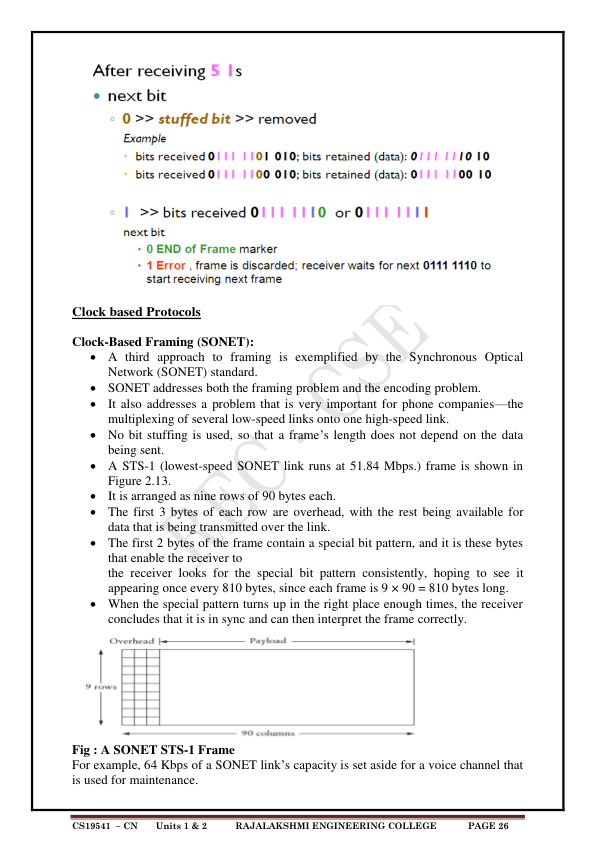 After receiving 5 1s
• next bit
◦ 0 >> stuffed bit >> removed
Example
• bits received 0111 1101 010; bits retained (data): 0111 1110 10
• bits received 0111 1100 010; bits retained (data): 0111 1100 10
◦ 1 >> bits received 0111 1110 or 0111 1111
next bit
• 0 END of Frame marker
• 1 Error , frame is discarded; receiver waits for next 0111 1110 to
start receiving next frame
Clock based Protocols
Clock-Based Framing (SONET):
• A third approach to framing is exemplified by the Synchronous Optical
Network (SONET) standard.
• SONET addresses both the framing problem and the encoding problem.
• It also addresses a problem that is very important for phone companies—the
multiplexing of several low-speed links onto one high-speed link.
• No bit stuffing is used, so that a frame’s length does not depend on the data
being sent.
• A STS-1 (lowest-speed SONET link runs at 51.84 Mbps.) frame is shown in
Figure 2.13.
• It is arranged as nine rows of 90 bytes each.
• The first 3 bytes of each row are overhead, with the rest being available for
data that is being transmitted over the link.
• The first 2 bytes of the frame contain a special bit pattern, and it is these bytes
that enable the receiver to
the receiver looks for the special bit pattern consistently, hoping to see it
appearing once every 810 bytes, since each frame is 9 × 90 = 810 bytes long.
• When the special pattern turns up in the right place enough times, the receiver
concludes that it is in sync and can then interpret the frame correctly.
REC – CSE
Overhead Payload
9 rows
90 columns
Fig : A SONET STS-1 Frame
For example, 64 Kbps of a SONET link’s capacity is set aside for a voice channel that
is used for maintenance.
CS19541 – CN Units 1 & 2 RAJALAKSHMI ENGINEERING COLLEGE PAGE 26